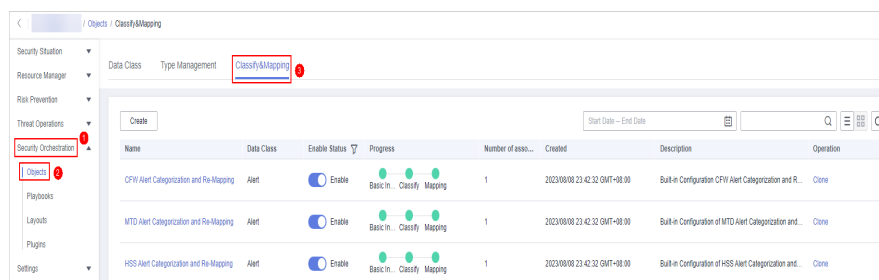 / Objects / Classify&Mapping
Security Situation
Resource Manager
Risk Prevention
Threat Operations
Security Orchestration
1
Objects
2
Playbooks
Layouts
Plugins
Settings
Data Class Type Management Classify&Mapping 3
Create
Start Date -- End Date
Name Data Class Enable Status Progress Number of asso... Created Description Operation
CFW Alert Categorization and Re-Mapping Alert Enable Basic In... Classify Mapping 1 2023/08/08 23:42:32 GMT+08:00 Built-in Configuration CFW Alert Categorization and R... Clone
MTD Alert Categorization and Re-Mapping Alert Enable Basic In... Classify Mapping 1 2023/08/08 23:42:32 GMT+08:00 Built-in Configuration of MTD Alert Categorization and... Clone
HSS Alert Categorization and Re-Mapping Alert Enable Basic In... Classify Mapping 1 2023/08/08 23:42:32 GMT+08:00 Built-in Configuration of HSS Alert Categorization and... Clone